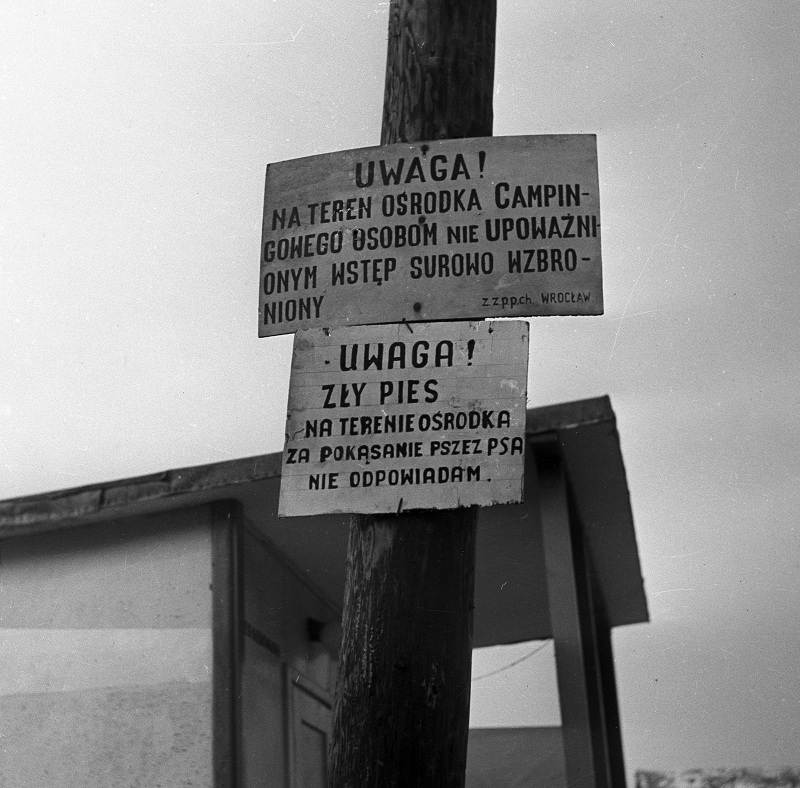 UWAGA!
NA TEREN OŚRODKA CAMPIN-
GOWEGO OSOBOM NIE UPOWAŻNI
ONYM WSTĘP SUROWO WZBRO-
NIONY
z.z.p.p.ch. WROCŁAW.
UWAGA!
ZŁY PIES
NA TERENIE OŚRODKA
ZA POKĄSANIE PSZEZ PSA
NIE ODPOWIADAM.